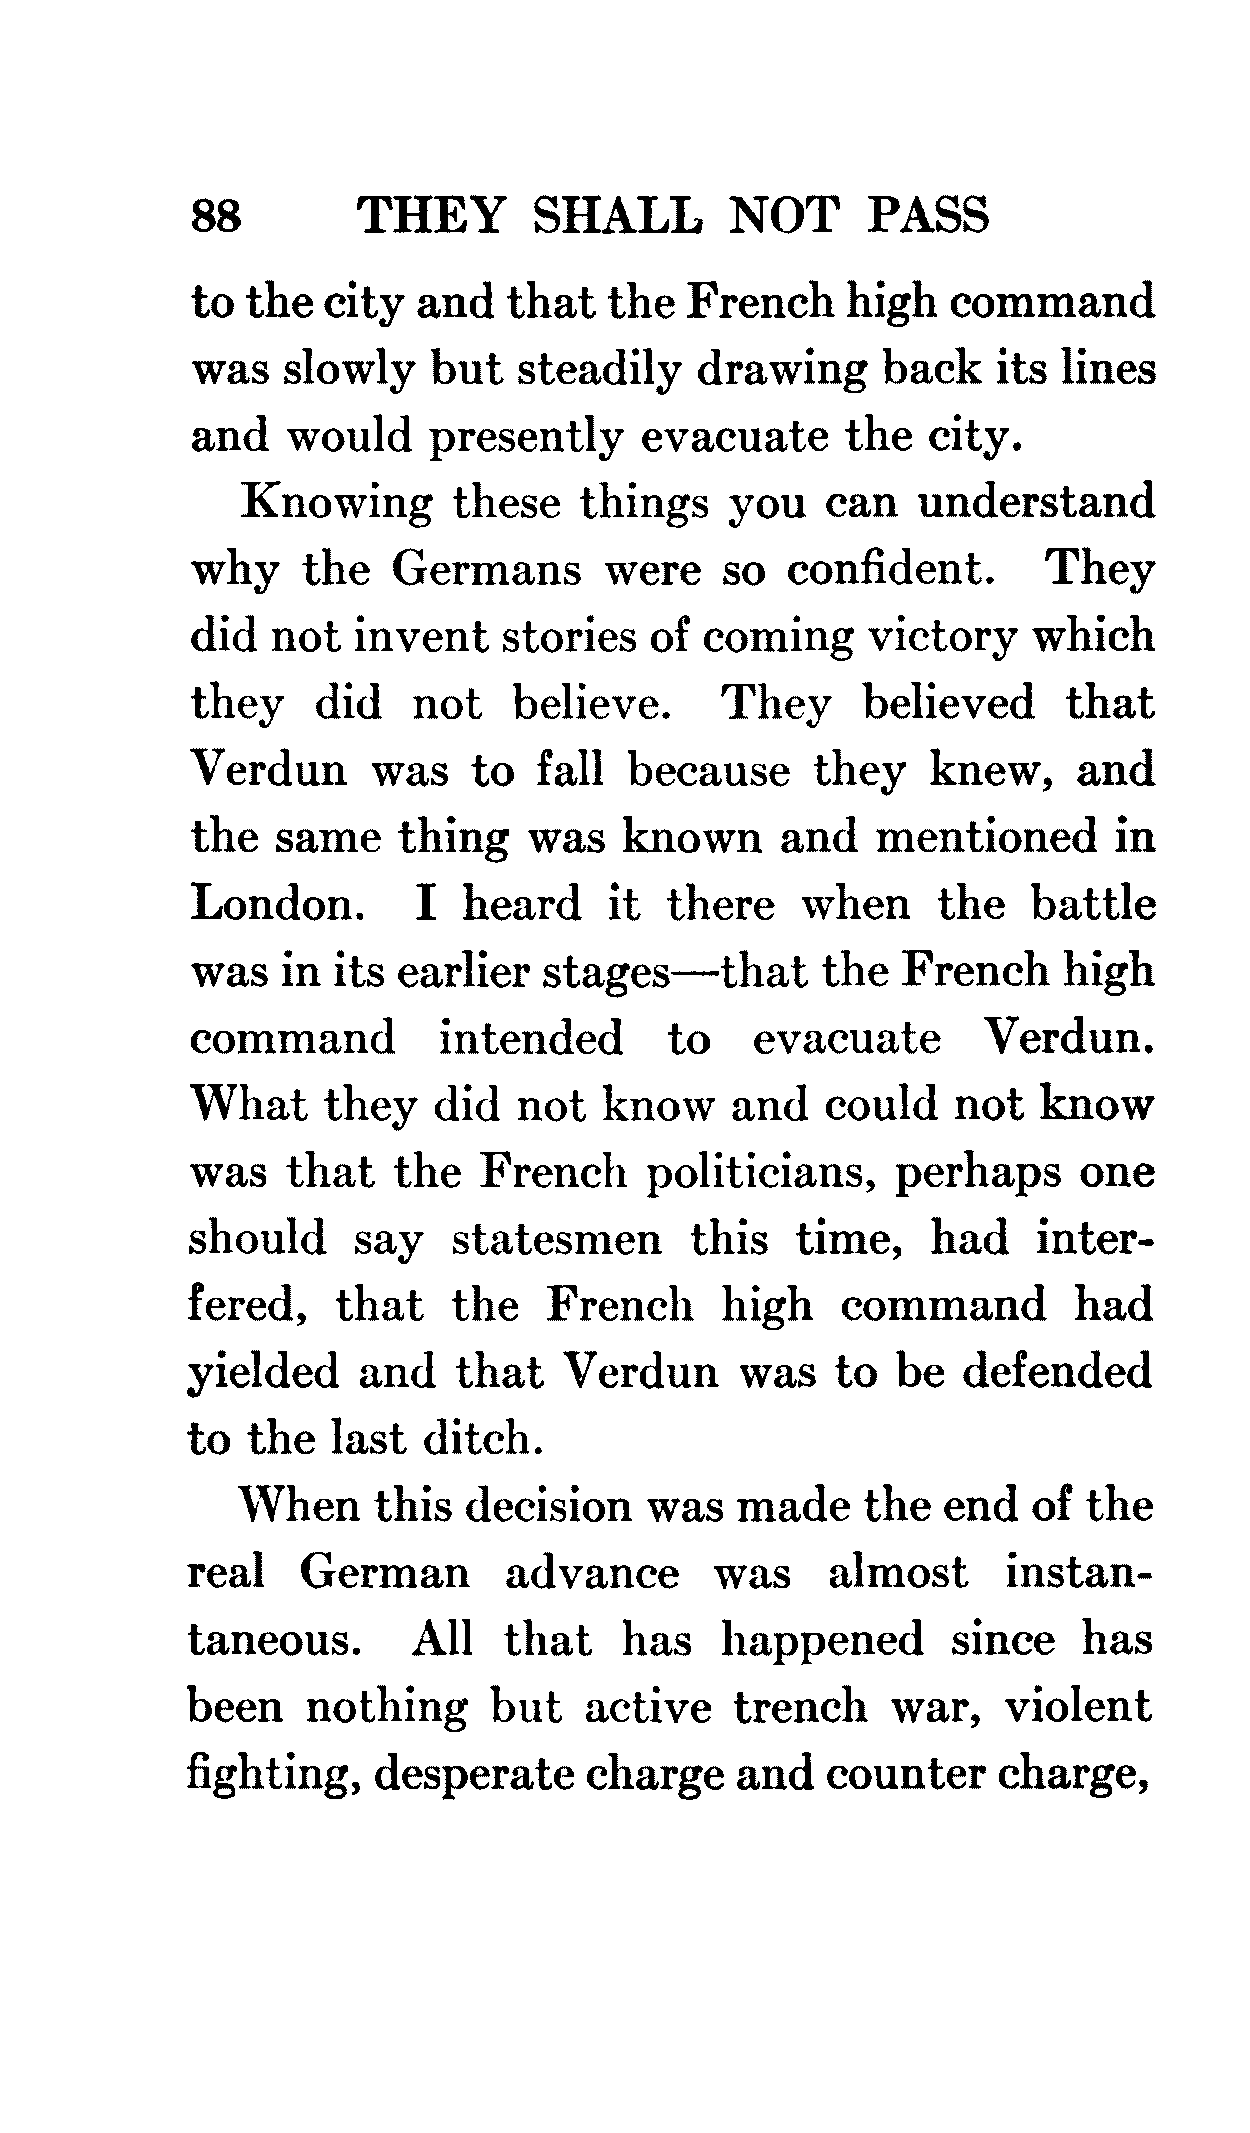 88 THEY SHALL NOT PASS
to the city and that the French high command
was slowly but steadily drawing back its lines
and would presently evacuate the city.
Knowing these things you can understand
why the Germans were so confident. They
did not invent stories of coming victory which
they did not believe. They believed that
Verdun was to fall because they knew, and
the same thing was known and mentioned in
London. I heard it there when the battle
was in its earlier stages—that the French high
command intended to evacuate Verdun.
What they did not know and could not know
was that the French politicians, perhaps one
should say statesmen this time, had inter-
fered, that the French high command had
yielded and that Verdun was to be defended
to the last ditch.
When this decision was made the end of the
real German advance was almost instan-
taneous. All that has happened since has
been nothing but active trench war, violent
fighting, desperate charge and counter charge,